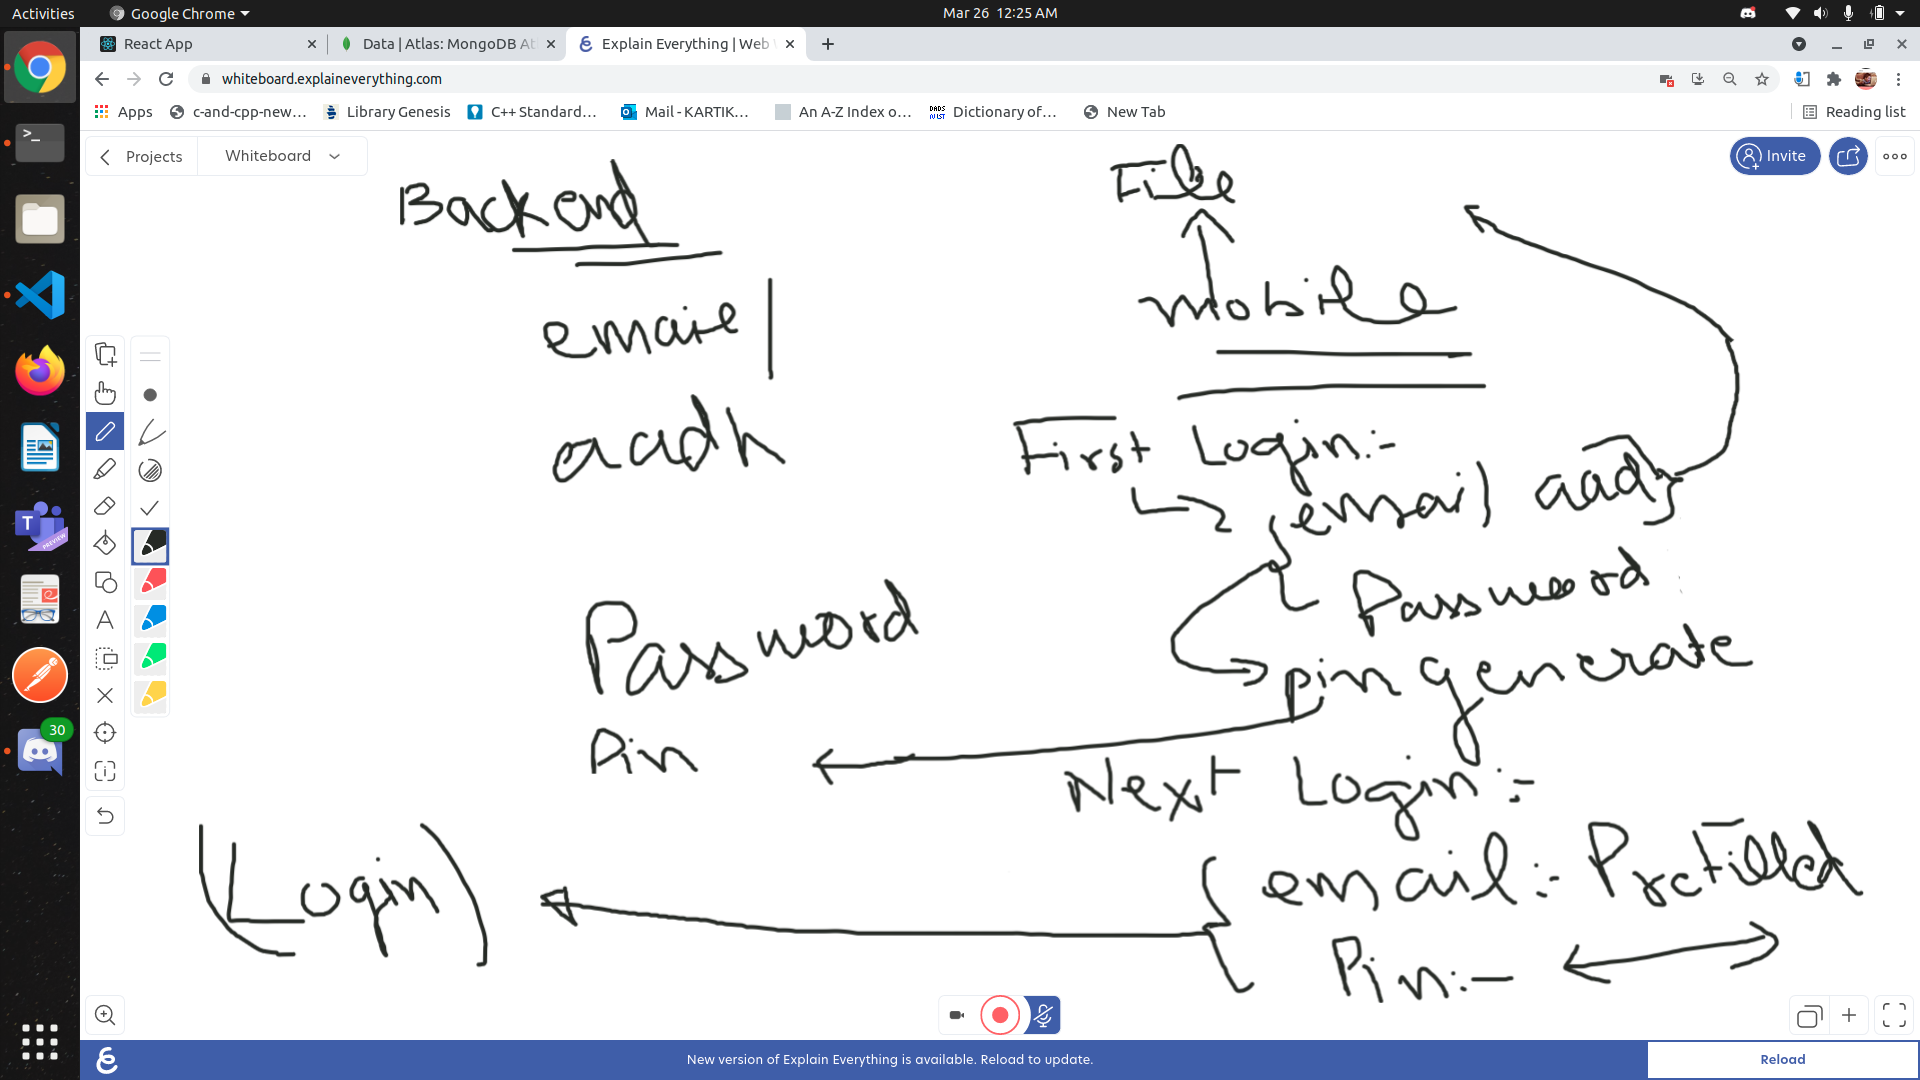 Activities
Google Chrome
Mar 26 12:25 AM
React App
Data | Atlas: MongoDB At
Explain Everything | Web W
whiteboard.explaineverything.com
Apps
c-and-cpp-new...
Library Genesis
C++ Standard...
Mail - KARTIK...
An A-Z Index o...
Dictionary of...
New Tab
Reading list
Projects
Whiteboard
Invite
Backend
email
aadh
Password
Pin
(Login)
File
mobile
First Login:-
{email aadh}
Password
pin generate
Next Login:-
{ email:- PreFilled
Pin:-
30
New version of Explain Everything is available. Reload to update.
Reload